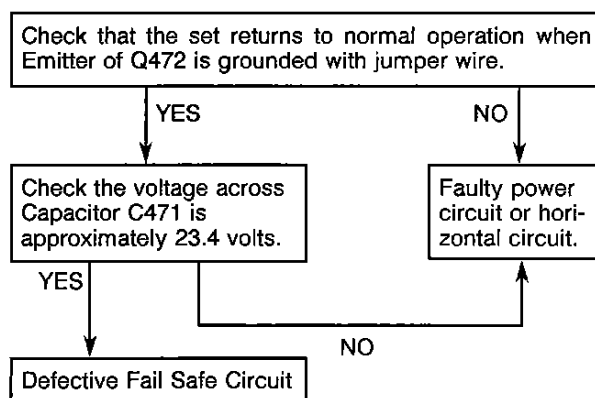 Check that the set returns to normal operation when
Emitter of Q472 is grounded with jumper wire.
YES
NO
Check the voltage across
Capacitor C471 is
approximately 23.4 volts.
Faulty power
circuit or hori-
zontal circuit.
YES
NO
Defective Fail Safe Circuit